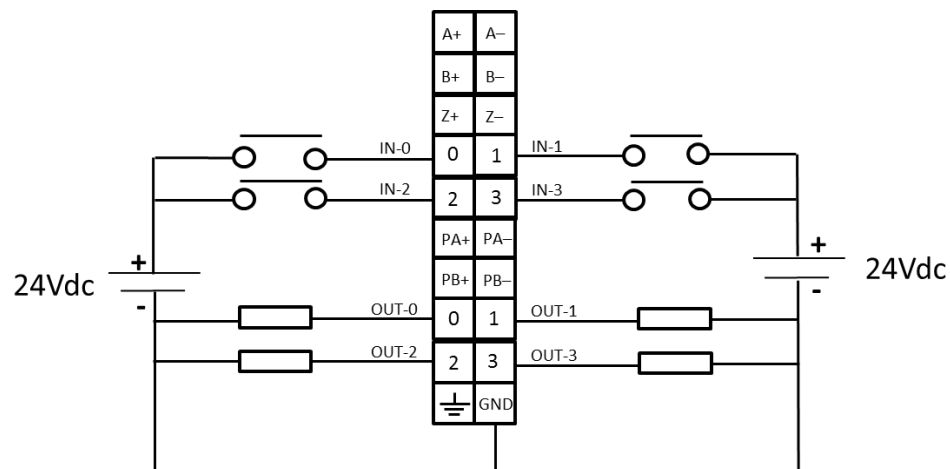 A+ A–
B+ B–
Z+ Z–
IN-0 0 1 IN-1
IN-2 2 3 IN-3
PA+ PA–
+ +
24Vdc PB+ PB– 24Vdc
- -
OUT-0 0 1 OUT-1
OUT-2 2 3 OUT-3
GND